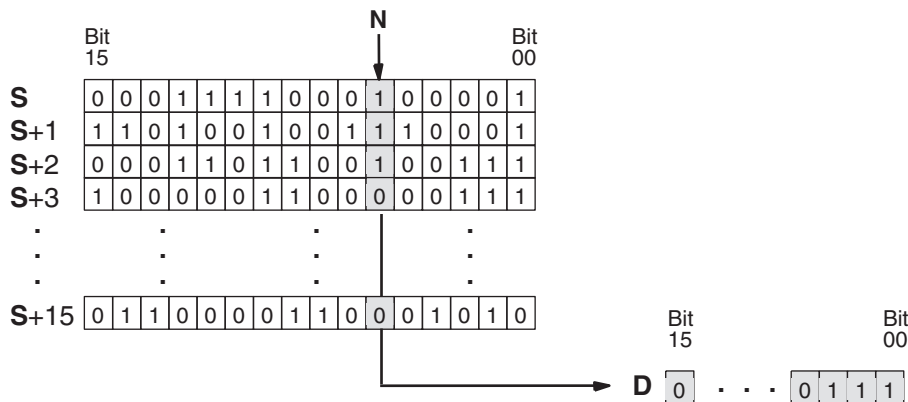 N
Bit Bit
15 00
S 0 0 0 1 1 1 1 0 0 0 1 0 0 0 0 1
S+1 1 1 0 1 0 0 1 0 0 1 1 1 0 0 0 1
S+2 0 0 0 1 1 0 1 1 0 0 1 0 0 1 1 1
S+3 1 0 0 0 0 0 1 1 0 0 0 0 0 1 1 1
S+15 0 1 1 0 0 0 0 1 1 0 0 0 1 0 1 0
Bit Bit
15 00
D 0 . . . 0 1 1 1